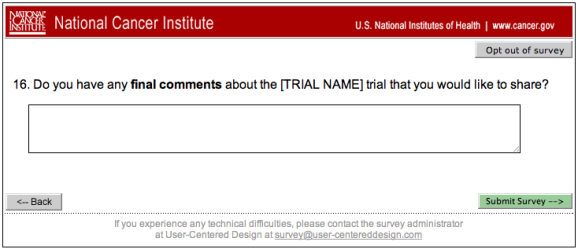 NATIONAL
CANCER
INSTITUTE
National Cancer Institute
U.S. National Institutes of Health | www.cancer.gov
Opt out of survey
16. Do you have any final comments about the [TRIAL NAME] trial that you would like to share?
<-- Back
Submit Survey -->
If you experience any technical difficulties, please contact the survey administrator
at User-Centered Design at survey@user-centereddesign.com